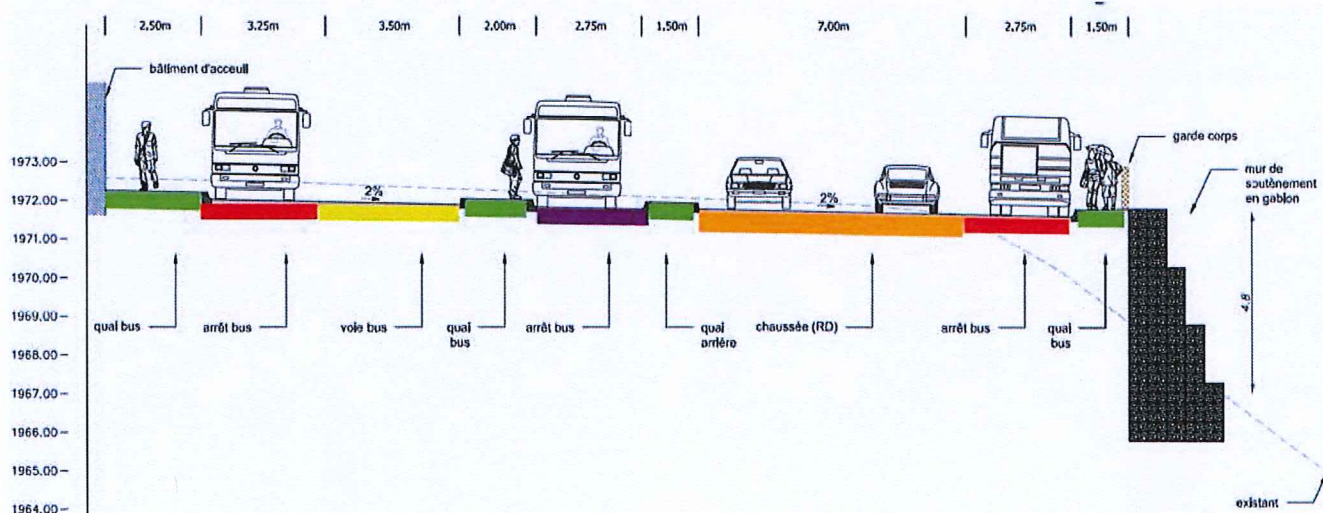 2,50m
3.25m
3.50m
2.00m
2.75m
1.50m
7.00m
2.75m
1.50m
bâtiment d'acceuil
garde corps
mur de
soutènement
en gabion
1973.00
1972.00
1971.00
1970.00
1969.00
1968.00
1967.00
1966.00
1965.00
1964.00
2%
2%
4,8
quai bus
arrêt bus
voie bus
quai
bus
arrêt bus
quai
arrière
chaussée (RD)
arrêt bus
quai
bus
existant